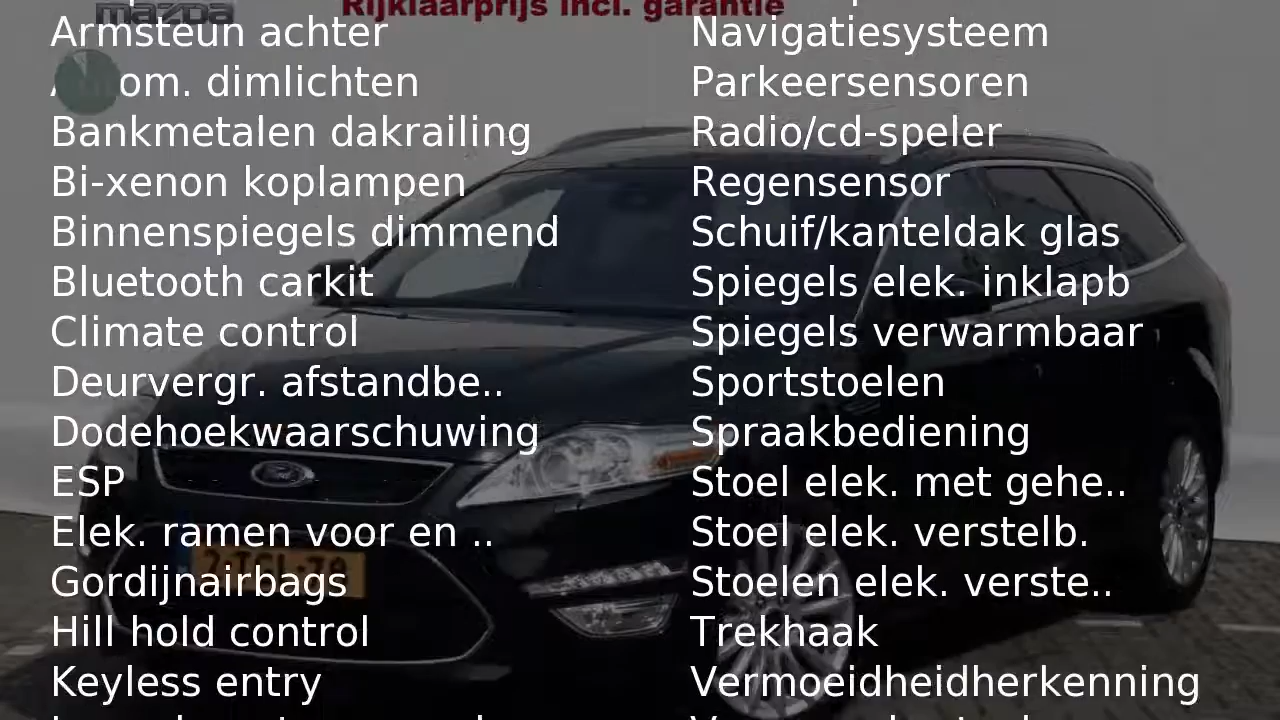 mazda
Rijklaarprijs incl. garantie
Armsteun achter
Autom. dimlichten
Bankmetalen dakrailing
Bi-xenon koplampen
Binnenspiegels dimmend
Bluetooth carkit
Climate control
Deurvergr. afstandbe..
Dodehoekwaarschuwing
ESP
Elek. ramen voor en ..
Gordijnairbags
Hill hold control
Keyless entry
Navigatiesysteem
Parkeersensoren
Radio/cd-speler
Regensensor
Schuif/kanteldak glas
Spiegels elek. inklapb
Spiegels verwarmbaar
Sportstoelen
Spraakbediening
Stoel elek. met gehe..
Stoel elek. verstelb.
Stoelen elek. verste..
Trekhaak
Vermoeidheidherkenning